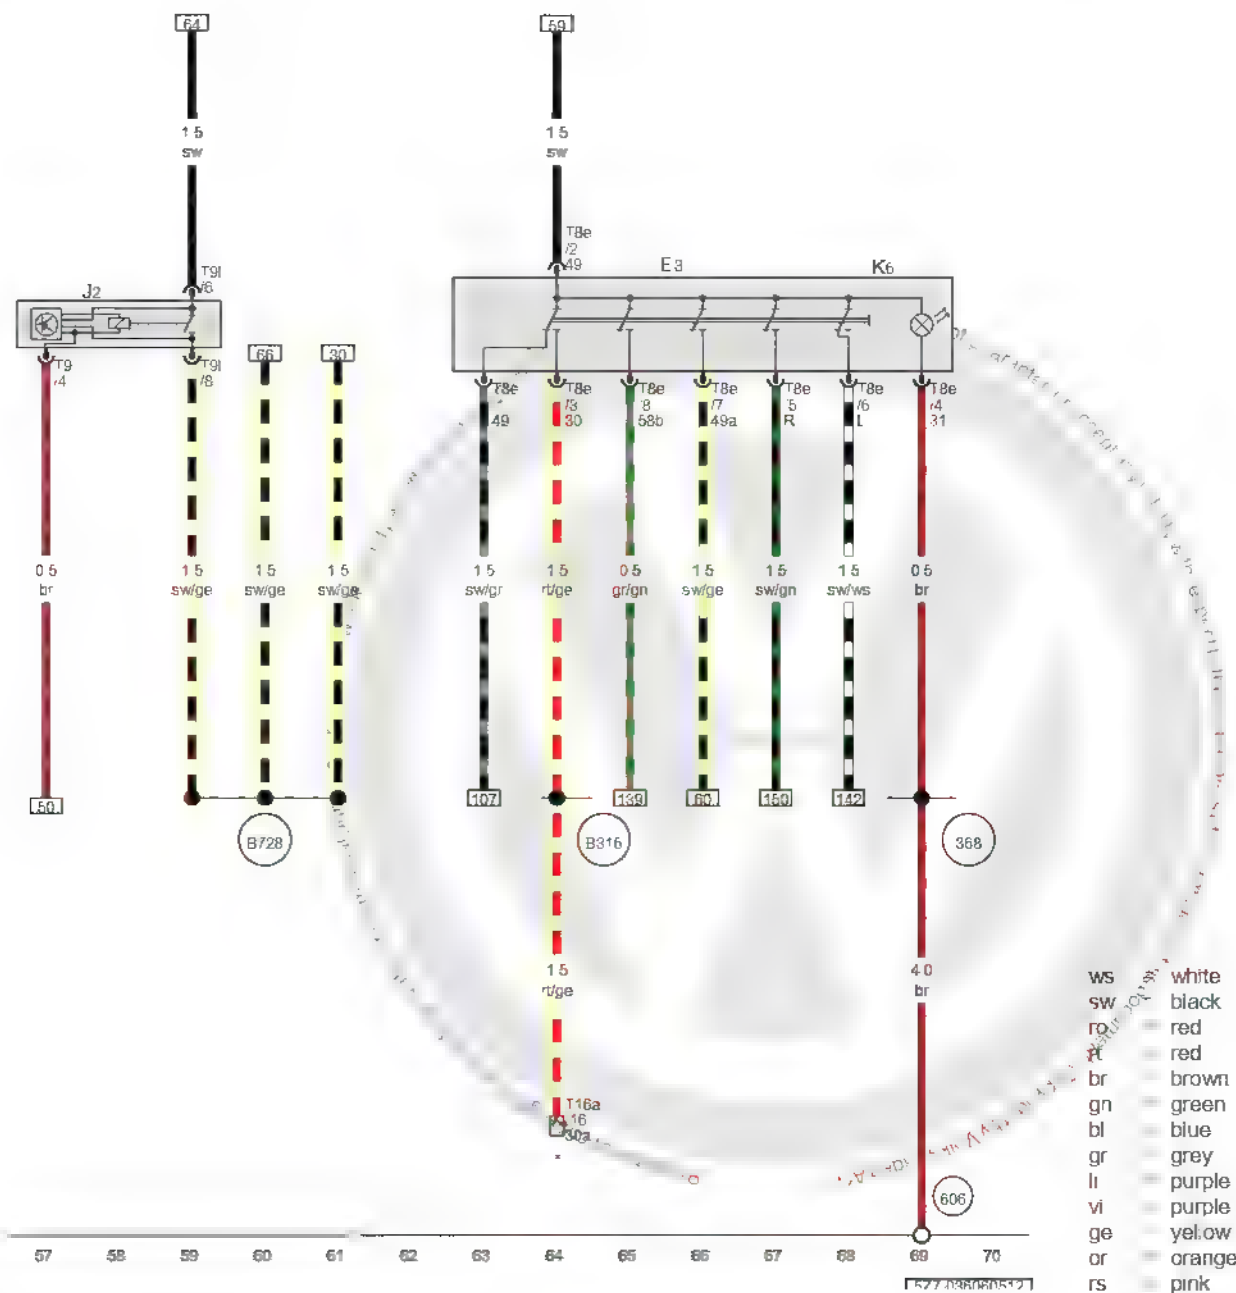 64
59
1.5
sw
1.5
sw
T9l
/6
T8e
/2
49
J2
E3
K6
T9
/4
T9l
/8
66
30
T8e
49
T8e
/3
30
T8e
/8
58b
T8e
/7
49a
T8e
/5
R
T8e
/6
L
T8e
/4
31
0.5
br
1.5
sw/ge
1.5
sw/ge
1.5
sw/ge
1.5
sw/gr
1.5
rt/ge
0.5
gr/gn
1.5
sw/ge
1.5
sw/gn
1.5
sw/ws
0.5
br
50
107
139
60
150
142
B728
B316
368
1.5
rt/ge
4.0
br
T16a
/16
30a
606
ws = white
sw = black
ro = red
rt = red
br = brown
gn = green
bl = blue
gr = grey
li = purple
vi = purple
ge = yellow
or = orange
rs = pink
57 58 59 60 61 62 63 64 65 66 67 68 69 70